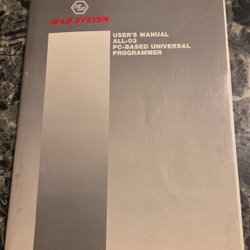 HI-LO SYSTEM
USER'S MANUAL
ALL-03
PC-BASED UNIVERSAL
PROGRAMMER